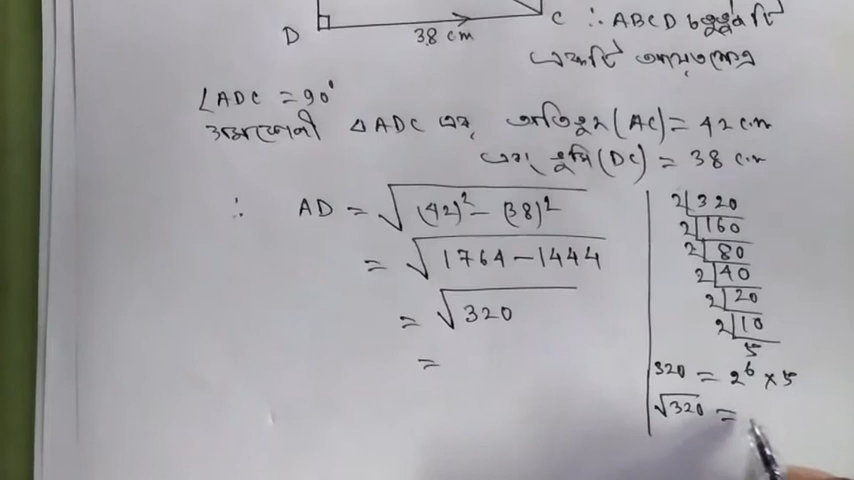 D 38 cm C ∴ ABCD চতুর্ভুজটি
একটি আয়তক্ষেত্র
∠ADC = 90°
সমকোণী ΔADC এর অতিভুজ (AC) = 42 cm
এবং ভূমি (DC) = 38 cm
∴ AD = √(42)² − (38)²
= √1764 − 1444
= √320
=
2 320
2 160
2 80
2 40
2 20
2 10
5
320 = 2⁶ × 5
√320 =